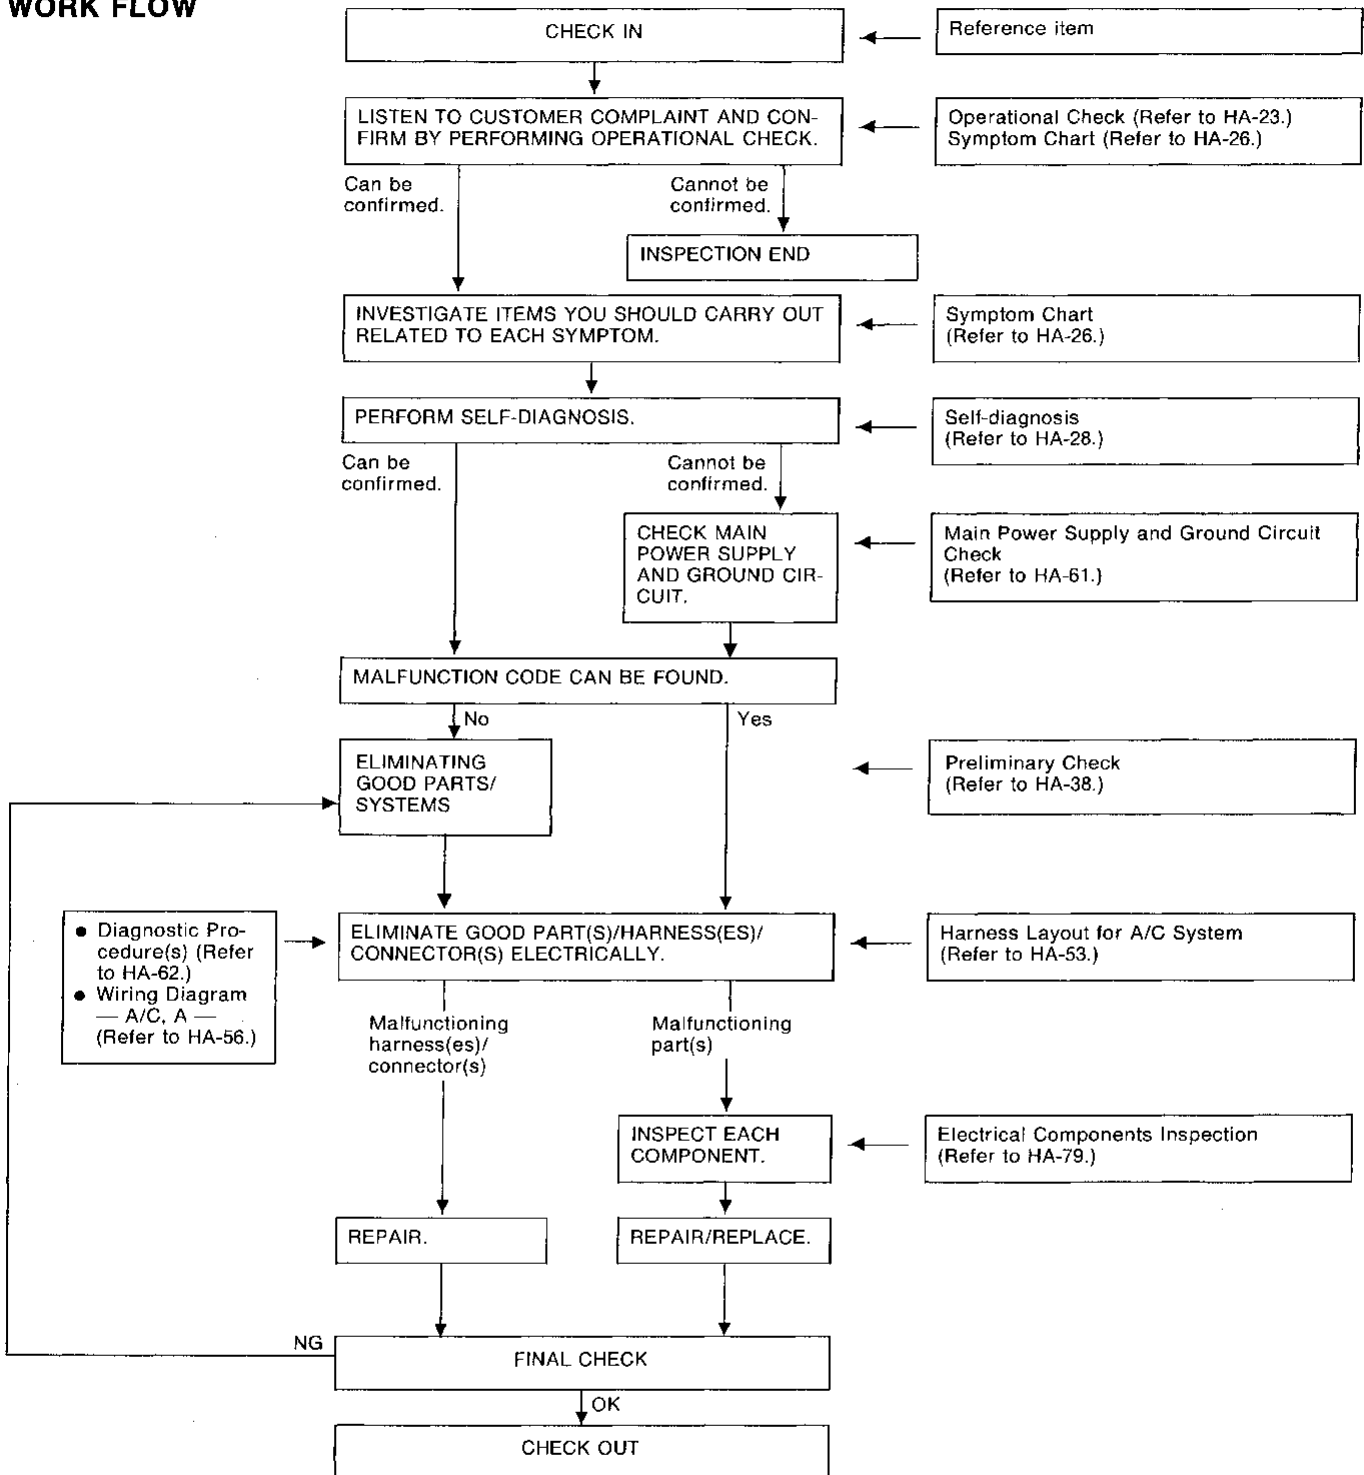 WORK FLOW
CHECK IN
Reference item
LISTEN TO CUSTOMER COMPLAINT AND CON-
FIRM BY PERFORMING OPERATIONAL CHECK.
Operational Check (Refer to HA-23.)
Symptom Chart (Refer to HA-26.)
Can be
confirmed.
Cannot be
confirmed.
INSPECTION END
INVESTIGATE ITEMS YOU SHOULD CARRY OUT
RELATED TO EACH SYMPTOM.
Symptom Chart
(Refer to HA-26.)
PERFORM SELF-DIAGNOSIS.
Self-diagnosis
(Refer to HA-28.)
Can be
confirmed.
Cannot be
confirmed.
CHECK MAIN
POWER SUPPLY
AND GROUND CIR-
CUIT.
Main Power Supply and Ground Circuit
Check
(Refer to HA-61.)
MALFUNCTION CODE CAN BE FOUND.
No
Yes
ELIMINATING
GOOD PARTS/
SYSTEMS
Preliminary Check
(Refer to HA-38.)
● Diagnostic Pro-
cedure(s) (Refer
to HA-62.)
● Wiring Diagram
— A/C, A —
(Refer to HA-56.)
ELIMINATE GOOD PART(S)/HARNESS(ES)/
CONNECTOR(S) ELECTRICALLY.
Harness Layout for A/C System
(Refer to HA-53.)
Malfunctioning
harness(es)/
connector(s)
Malfunctioning
part(s)
INSPECT EACH
COMPONENT.
Electrical Components Inspection
(Refer to HA-79.)
REPAIR.
REPAIR/REPLACE.
NG
FINAL CHECK
OK
CHECK OUT